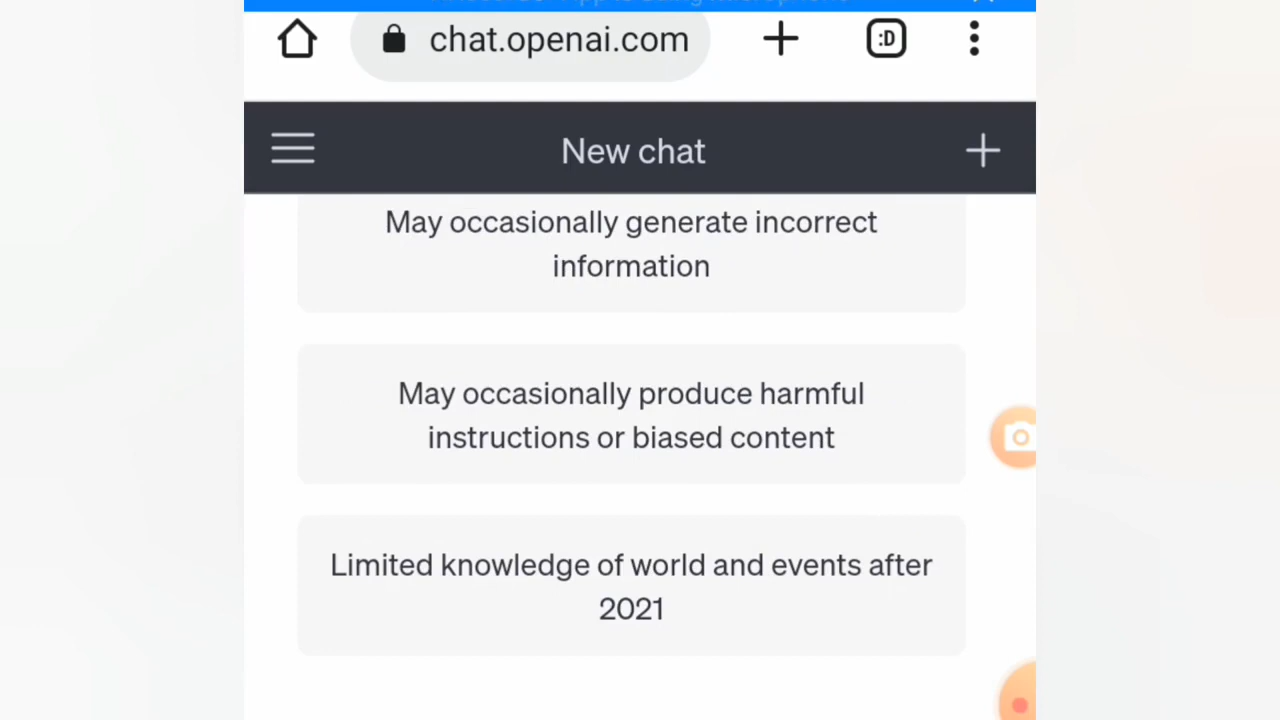 chat.openai.com
:D
New chat
May occasionally generate incorrect
information
May occasionally produce harmful
instructions or biased content
Limited knowledge of world and events after
2021